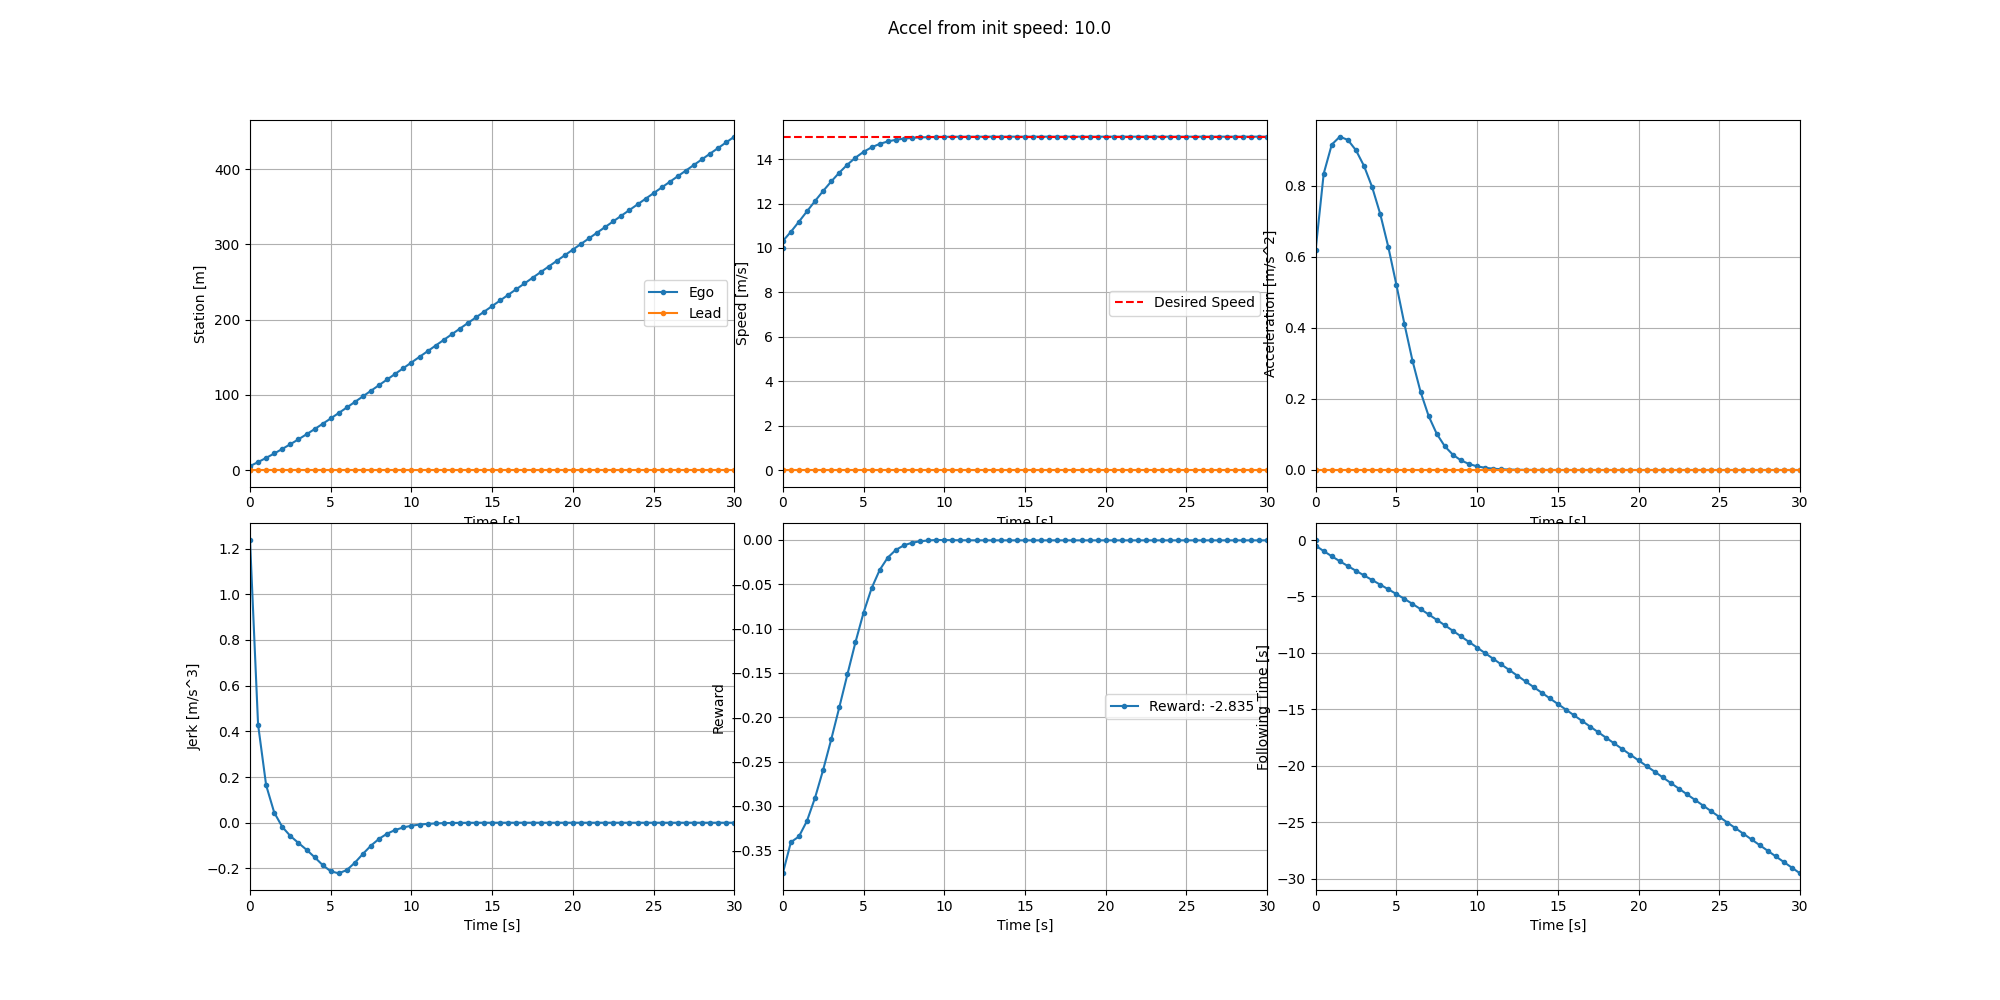 Accel from init speed: 10.0
Station [m]
400
300
200
100
0
0 5 10 15 20 25 30
Time [s]
Ego
Lead
Speed [m/s]
14
12
10
8
6
4
2
0
0 5 10 15 20 25 30
Time [s]
Desired Speed
Acceleration [m/s^2]
0.8
0.6
0.4
0.2
0.0
0 5 10 15 20 25 30
Time [s]
Jerk [m/s^3]
1.2
1.0
0.8
0.6
0.4
0.2
0.0
−0.2
0 5 10 15 20 25 30
Time [s]
Reward
0.00
−0.05
−0.10
−0.15
−0.20
−0.25
−0.30
−0.35
0 5 10 15 20 25 30
Time [s]
Reward: -2.835
Following Time [s]
0
−5
−10
−15
−20
−25
−30
0 5 10 15 20 25 30
Time [s]